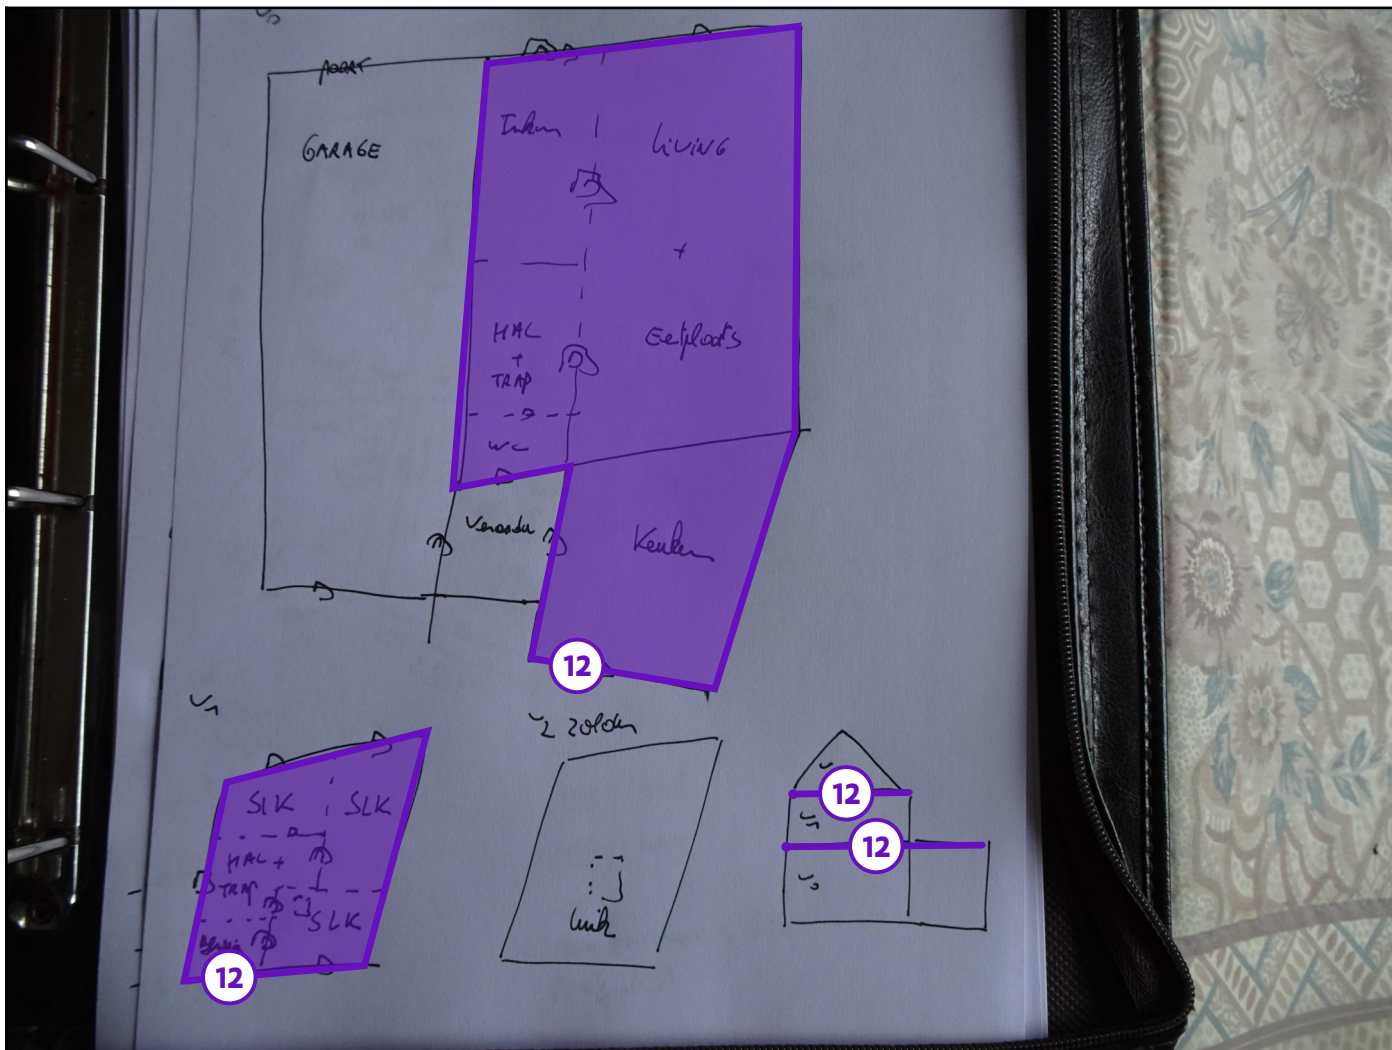 V0
GARAGE
Inkom
LIVING
+
Eetplaats
HAL
+
TRAP
WC
Veranda
Keuken
12
V1
SLK
SLK
HAL +
TRAP
SLK
12
V2 zolder
luik
12
V1
12
V0